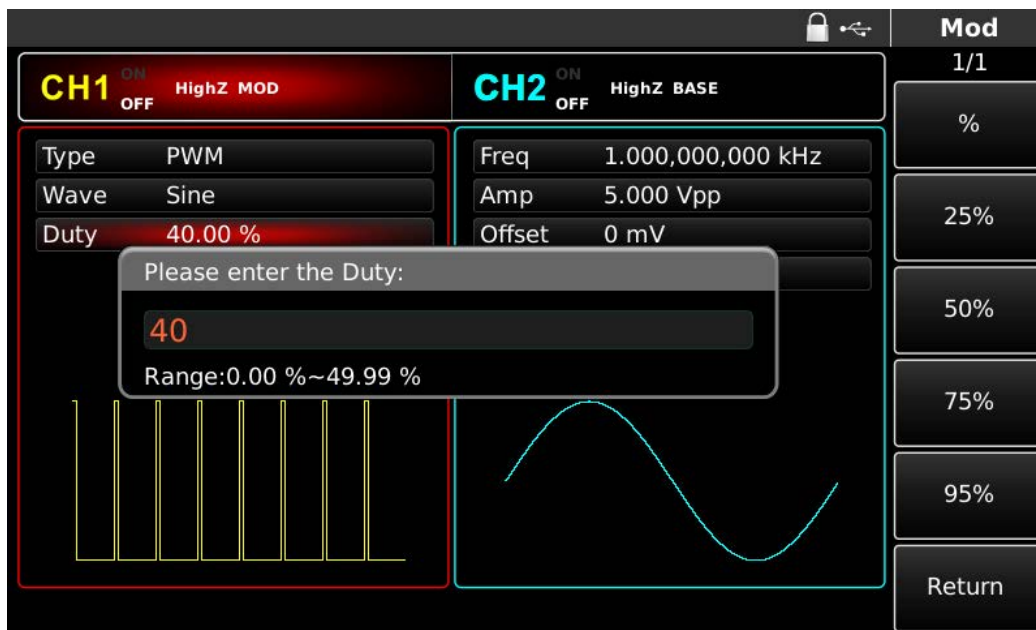 Mod
1/1
CH1 ON OFF HighZ MOD
CH2 ON OFF HighZ BASE
Type PWM
Wave Sine
Duty 40.00 %
Freq 1.000,000,000 kHz
Amp 5.000 Vpp
Offset 0 mV
Please enter the Duty:
40
Range:0.00 %~49.99 %
%
25%
50%
75%
95%
Return